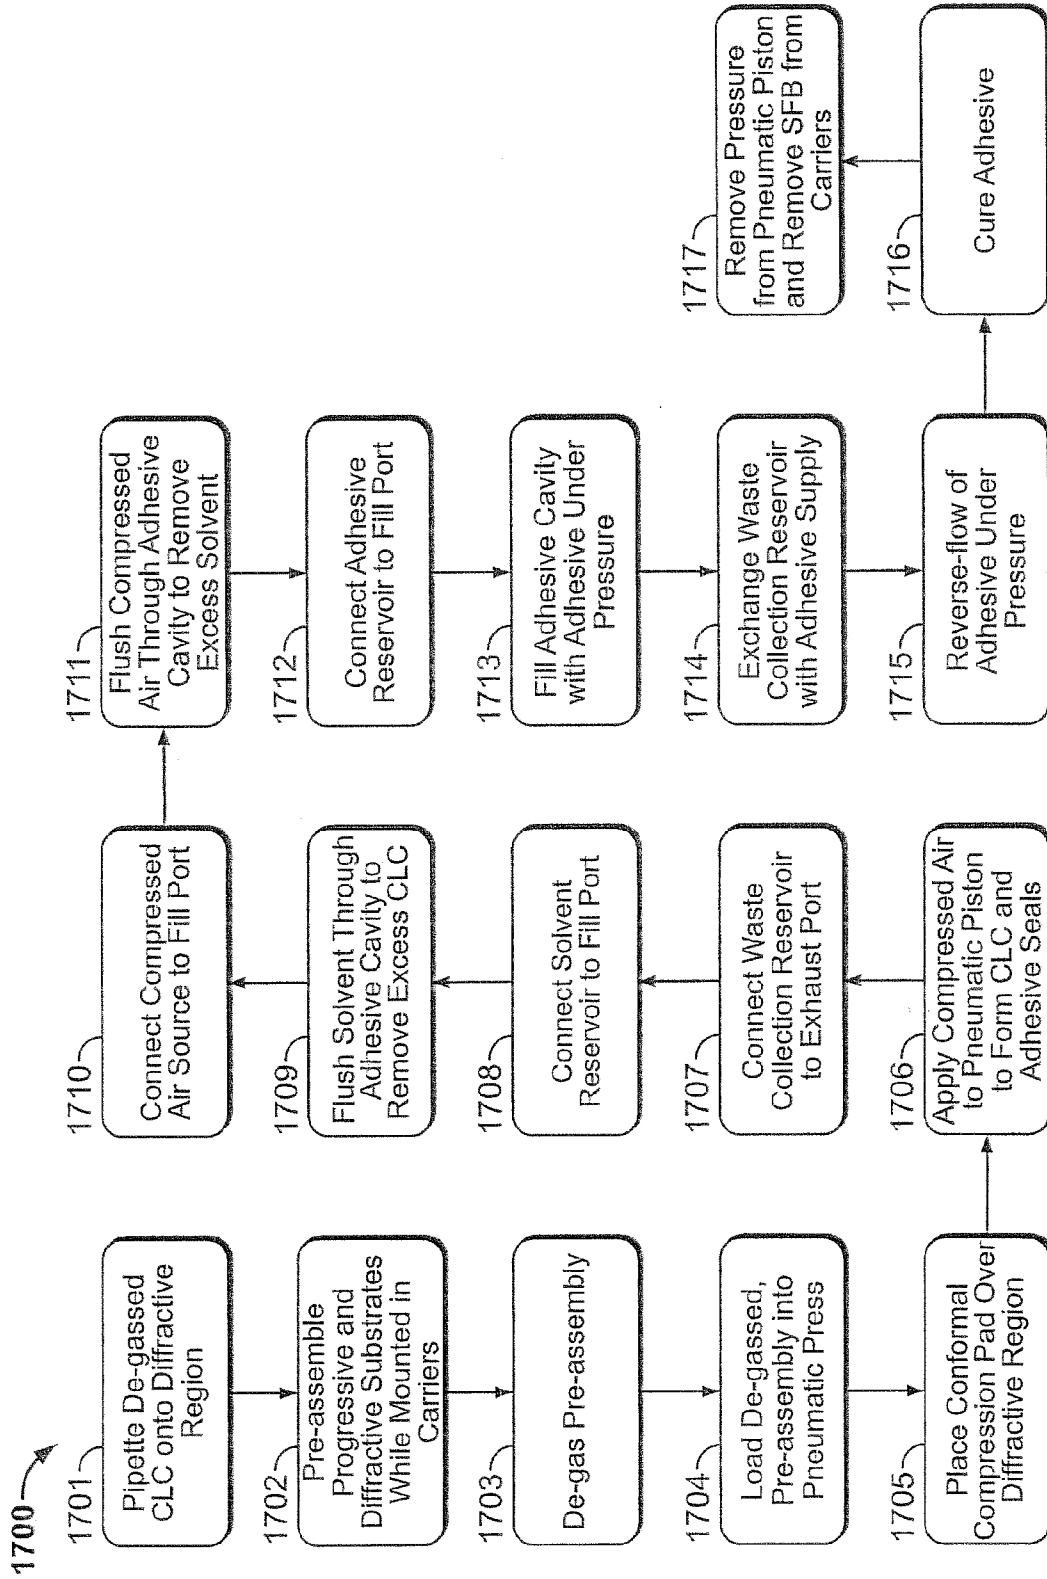 1700
1701
Pipette De-gassed
CLC onto Diffractive
Region
1702
Pre-assemble
Progressive and
Diffractive Substrates
While Mounted in
Carriers
1703
De-gas Pre-assembly
1704
Load De-gassed,
Pre-assembly into
Pneumatic Press
1705
Place Conformal
Compression Pad Over
Diffractive Region
1706
Apply Compressed Air
to Pneumatic Piston
to Form CLC and
Adhesive Seals
1707
Connect Waste
Collection Reservoir
to Exhaust Port
1708
Connect Solvent
Reservoir to Fill Port
1709
Flush Solvent Through
Adhesive Cavity to
Remove Excess CLC
1710
Connect Compressed
Air Source to Fill Port
1711
Flush Compressed
Air Through Adhesive
Cavity to Remove
Excess Solvent
1712
Connect Adhesive
Reservoir to Fill Port
1713
Fill Adhesive Cavity
with Adhesive Under
Pressure
1714
Exchange Waste
Collection Reservoir
with Adhesive Supply
1715
Reverse-flow of
Adhesive Under
Pressure
1716
Cure Adhesive
1717
Remove Pressure
from Pneumatic Piston
and Remove SFB from
Carriers